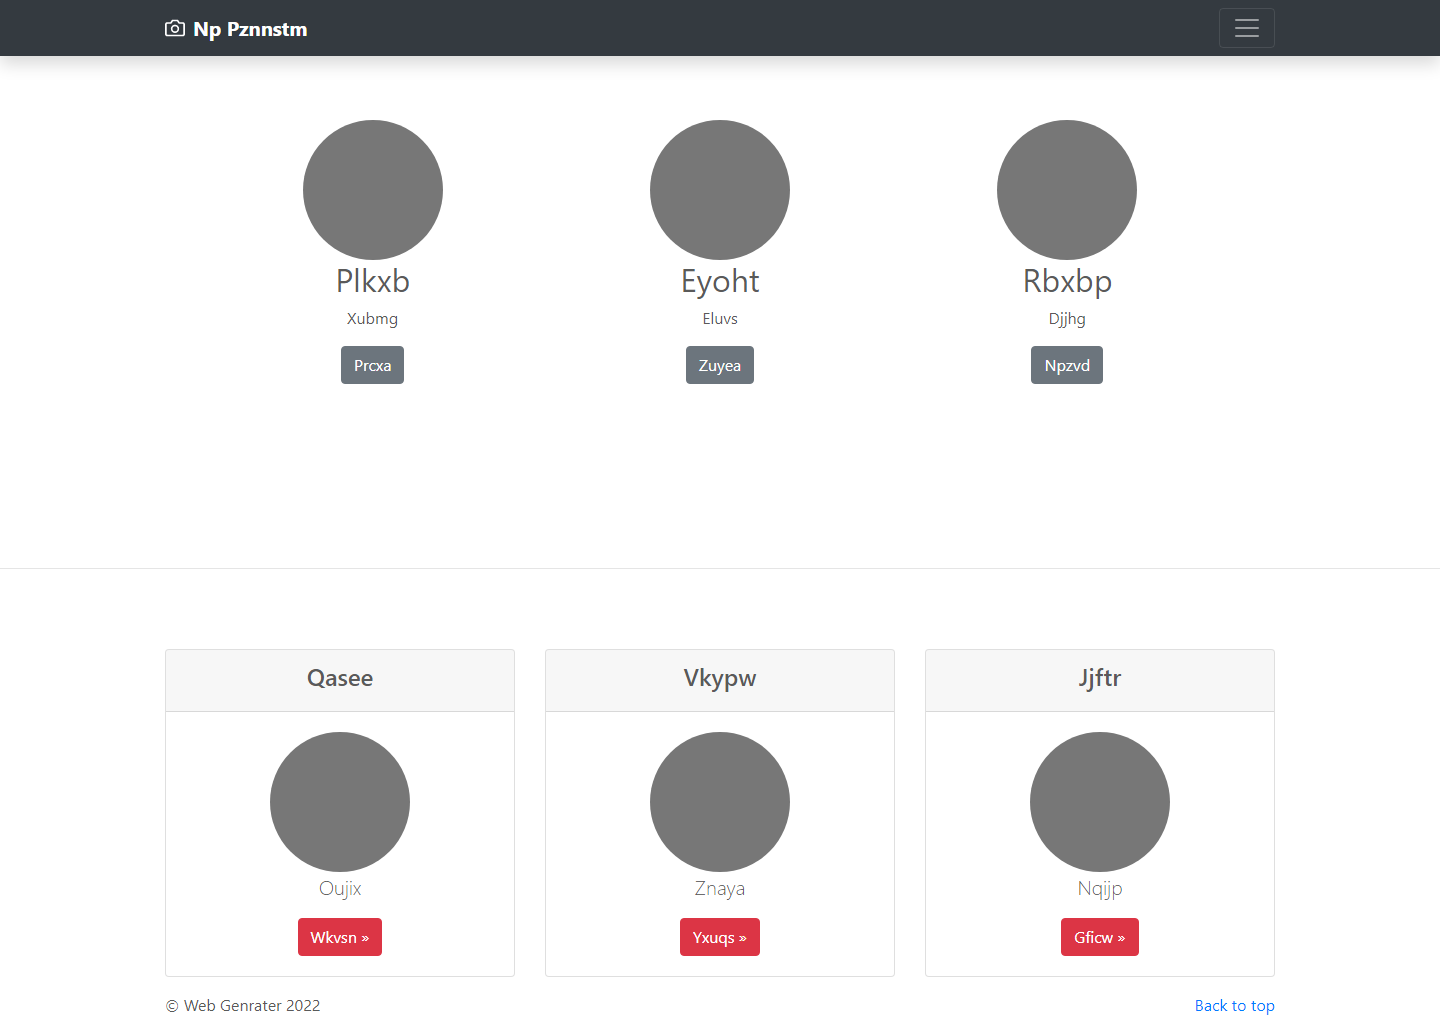 Np Pznnstm
Plkxb
Xubmg
Prcxa
Eyoht
Eluvs
Zuyea
Rbxbp
Djjhg
Npzvd
Qasee
Oujix
Wkvsn »
Vkypw
Znaya
Yxuqs »
Jjftr
Nqijp
Gficw »
© Web Genrater 2022
Back to top